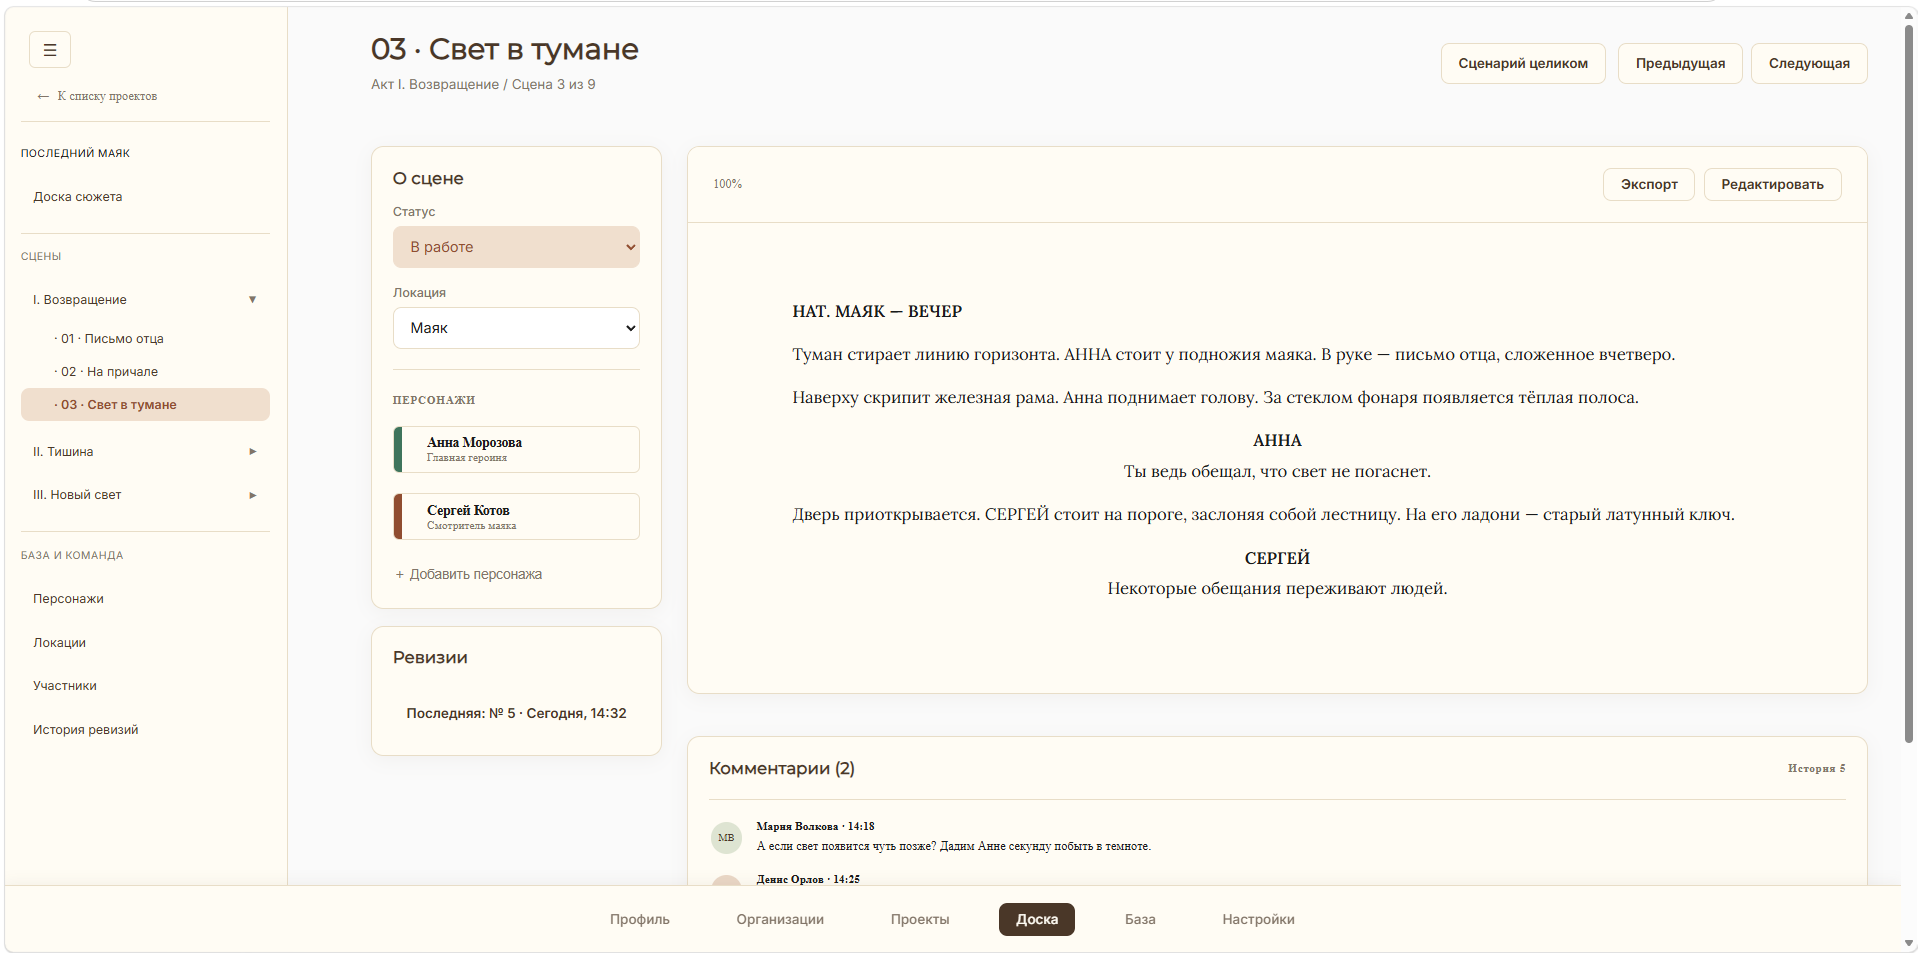 ☰
← К списку проектов
ПОСЛЕДНИЙ МАЯК
Доска сюжета
СЦЕНЫ
I. Возвращение ▼
· 01 · Письмо отца
· 02 · На причале
· 03 · Свет в тумане
II. Тишина ►
III. Новый свет ►
БАЗА И КОМАНДА
Персонажи
Локации
Участники
История ревизий
03 · Свет в тумане
Акт I. Возвращение / Сцена 3 из 9
Сценарий целиком
Предыдущая
Следующая
О сцене
Статус
В работе
Локация
Маяк
ПЕРСОНАЖИ
Анна Морозова
Главная героиня
Сергей Котов
Смотритель маяка
+ Добавить персонажа
Ревизии
Последняя: № 5 · Сегодня, 14:32
100%
Экспорт
Редактировать
НАТ. МАЯК — ВЕЧЕР
Туман стирает линию горизонта. АННА стоит у подножия маяка. В руке — письмо отца, сложенное вчетверо.
Наверху скрипит железная рама. Анна поднимает голову. За стеклом фонаря появляется тёплая полоса.
АННА
Ты ведь обещал, что свет не погаснет.
Дверь приоткрывается. СЕРГЕЙ стоит на пороге, заслоняя собой лестницу. На его ладони — старый латунный ключ.
СЕРГЕЙ
Некоторые обещания переживают людей.
Комментарии (2)
История 5
МВ
Мария Волкова · 14:18
А если свет появится чуть позже? Дадим Анне секунду побыть в темноте.
Денис Орлов · 14:25
Профиль
Организации
Проекты
Доска
База
Настройки